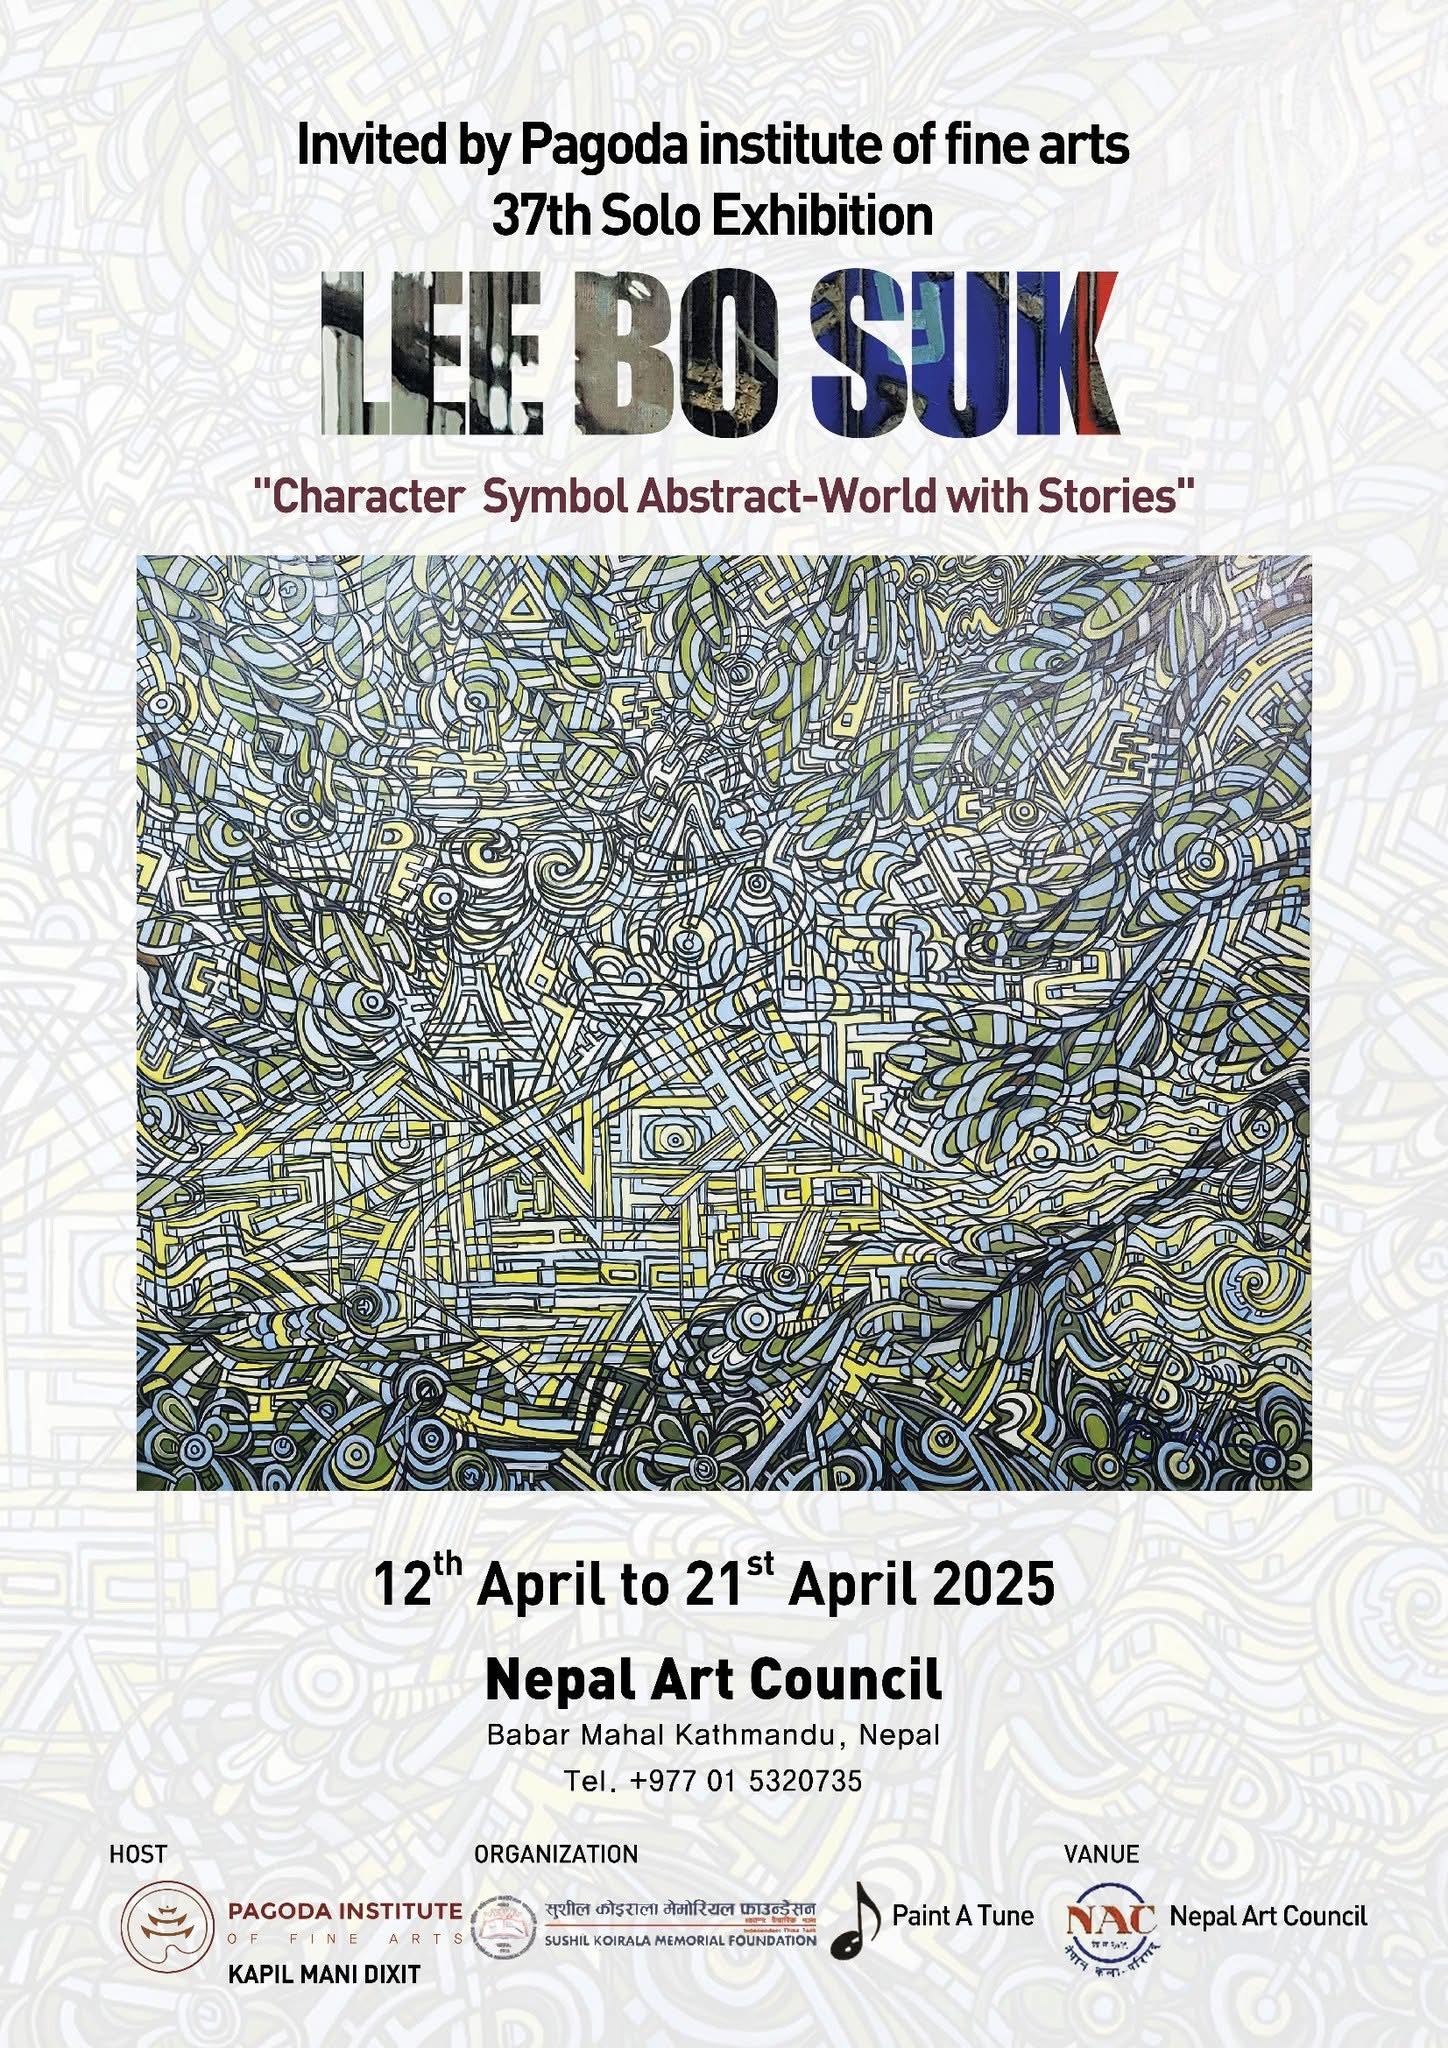 Invited by Pagoda institute of fine arts
37th Solo Exhibition
LEE BO SUK
"Character Symbol Abstract-World with Stories"
12th April to 21st April 2025
Nepal Art Council
Babar Mahal Kathmandu, Nepal
Tel. +977 01 5320735
HOST
PAGODA INSTITUTE
OF FINE ARTS
KAPIL MANI DIXIT
ORGANIZATION
सुशील कोइराला मेमोरियल फाउन्डेसन
SUSHIL KOIRALA MEMORIAL FOUNDATION
Paint A Tune
VANUE
NAC
नेपाल कला-परिषद
Nepal Art Council